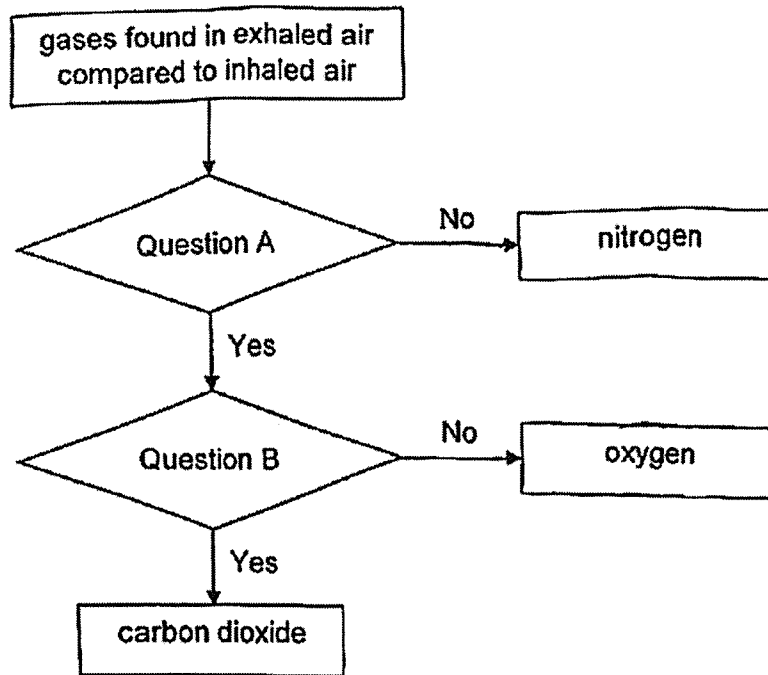 gases found in exhaled air
compared to inhaled air
Question A
No
nitrogen
Yes
Question B
No
oxygen
Yes
carbon dioxide